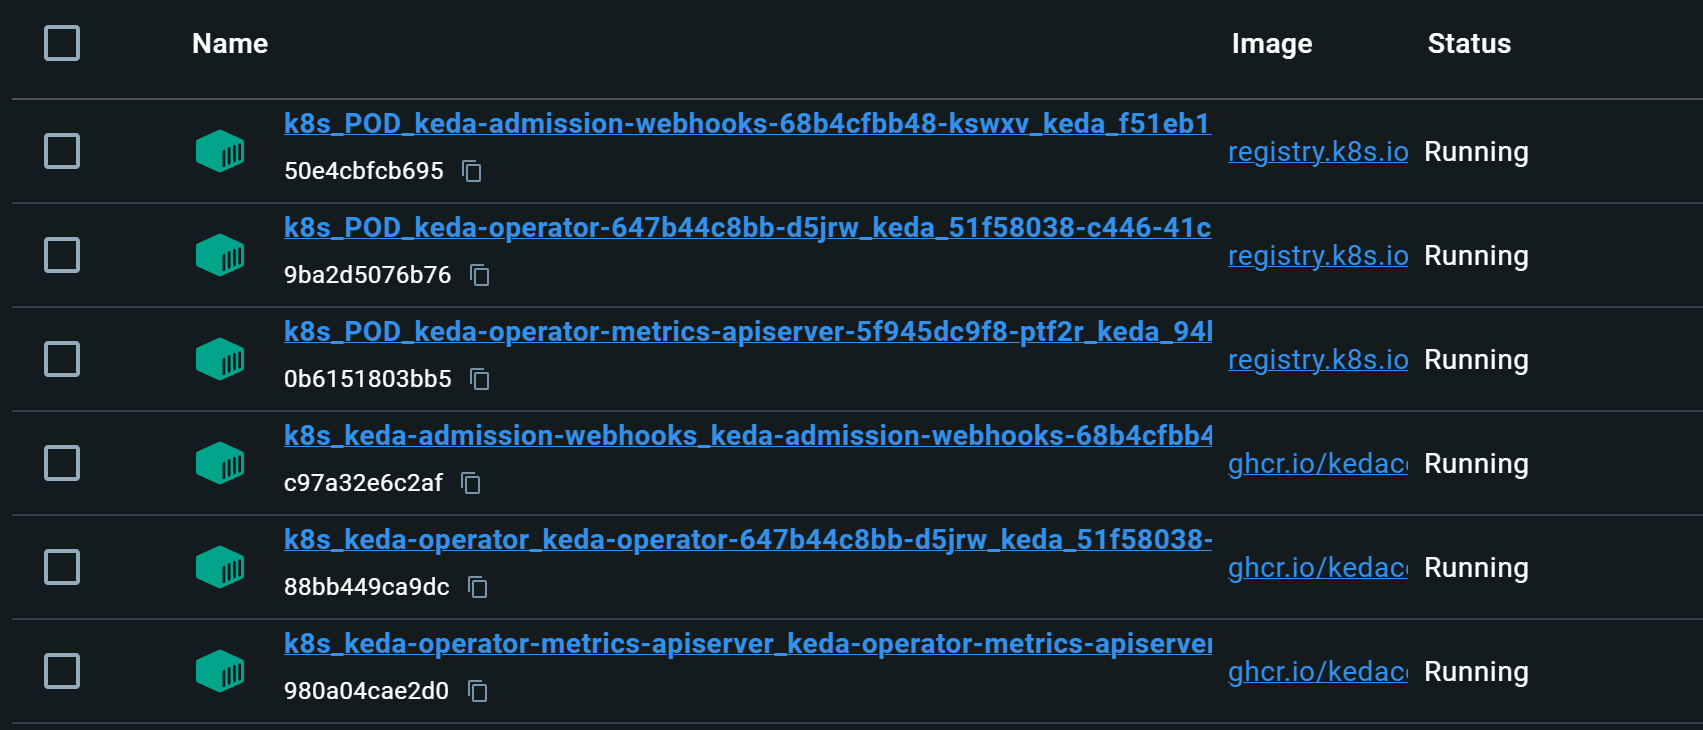 Name Image Status
k8s_POD_keda-admission-webhooks-68b4cfbb48-kswxv_keda_f51eb1
50e4cbfcb695
registry.k8s.io Running
k8s_POD_keda-operator-647b44c8bb-d5jrw_keda_51f58038-c446-41c
9ba2d5076b76
registry.k8s.io Running
k8s_POD_keda-operator-metrics-apiserver-5f945dc9f8-ptf2r_keda_94
0b6151803bb5
registry.k8s.io Running
k8s_keda-admission-webhooks_keda-admission-webhooks-68b4cfbb4
c97a32e6c2af
ghcr.io/kedac Running
k8s_keda-operator_keda-operator-647b44c8bb-d5jrw_keda_51f58038-
88bb449ca9dc
ghcr.io/kedac Running
k8s_keda-operator-metrics-apiserver_keda-operator-metrics-apiserver
980a04cae2d0
ghcr.io/kedac Running